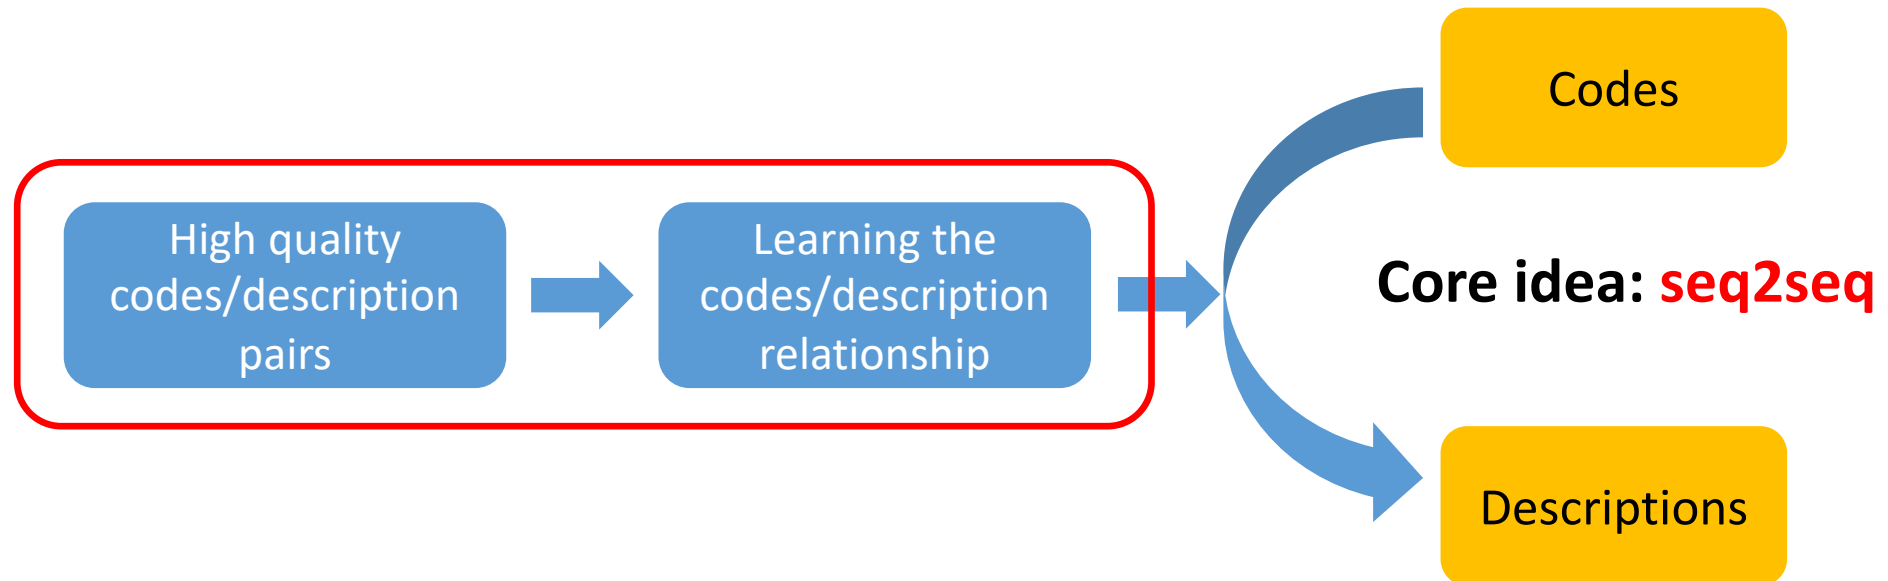 High quality
codes/description
pairs
Learning the
codes/description
relationship
Codes
Core idea: seq2seq
Descriptions